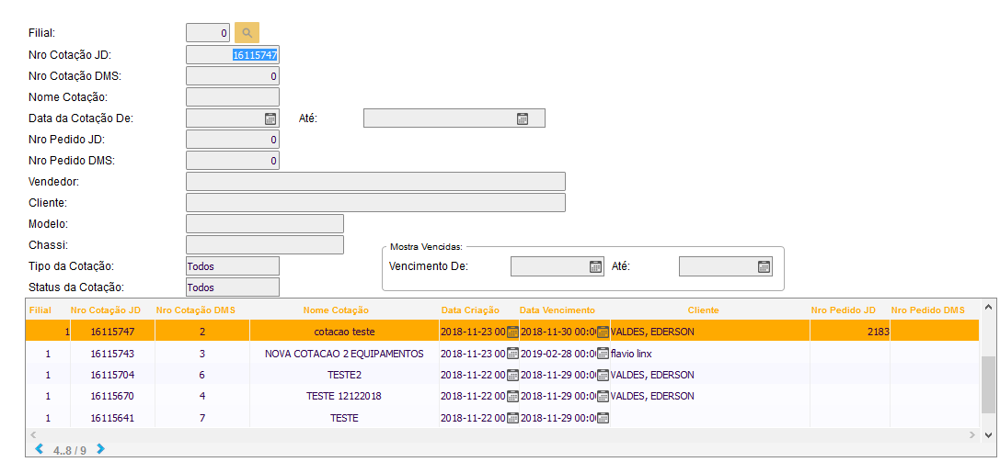 Filial: 0
Nro Cotação JD: 16115747
Nro Cotação DMS: 0
Nome Cotação:
Data da Cotação De: Até:
Nro Pedido JD: 0
Nro Pedido DMS: 0
Vendedor:
Cliente:
Modelo:
Chassi:
Mostra Vencidas:
Tipo da Cotação: Todos Vencimento De: Até:
Status da Cotação: Todos
Filial Nro Cotação JD Nro Cotação DMS Nome Cotação Data Criação Data Vencimento Cliente Nro Pedido JD Nro Pedido DMS
1 16115747 2 cotacao teste 2018-11-23 00 2018-11-30 00:0 VALDES, EDERSON 2183
1 16115743 3 NOVA COTACAO 2 EQUIPAMENTOS 2018-11-23 00 2019-02-28 00:0 flavio linx
1 16115704 6 TESTE2 2018-11-22 00 2018-11-29 00:0 VALDES, EDERSON
1 16115670 4 TESTE 12122018 2018-11-22 00 2018-11-29 00:0 VALDES, EDERSON
1 16115641 7 TESTE 2018-11-22 00 2018-11-29 00:0
4..8 / 9